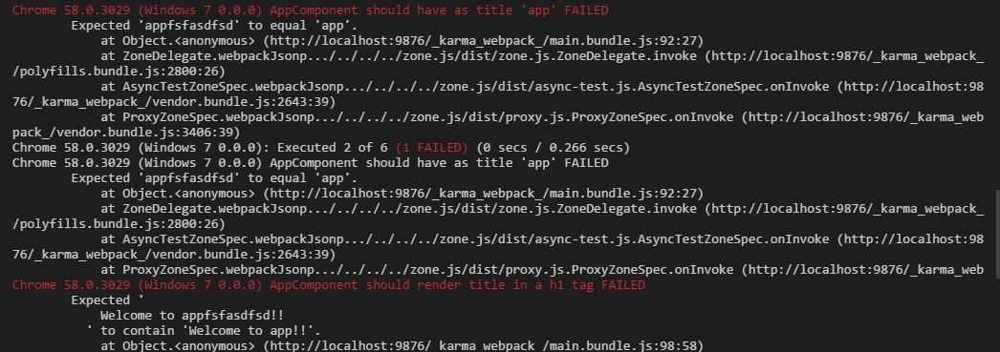 Chrome 58.0.3029 (Windows 7 0.0.0) AppComponent should have as title 'app' FAILED
Expected 'appfsfasdfsd' to equal 'app'.
at Object.<anonymous> (http://localhost:9876/_karma_webpack_/main.bundle.js:92:27)
at ZoneDelegate.webpackJsonp.../../../../zone.js/dist/zone.js.ZoneDelegate.invoke (http://localhost:9876/_karma_webpack_
/polyfills.bundle.js:2800:26)
at AsyncTestZoneSpec.webpackJsonp.../../../../zone.js/dist/async-test.js.AsyncTestZoneSpec.onInvoke (http://localhost:98
76/_karma_webpack_/vendor.bundle.js:2643:39)
at ProxyZoneSpec.webpackJsonp.../../../../zone.js/dist/proxy.js.ProxyZoneSpec.onInvoke (http://localhost:9876/_karma_web
pack_/vendor.bundle.js:3406:39)
Chrome 58.0.3029 (Windows 7 0.0.0): Executed 2 of 6 (1 FAILED) (0 secs / 0.266 secs)
Chrome 58.0.3029 (Windows 7 0.0.0) AppComponent should have as title 'app' FAILED
Expected 'appfsfasdfsd' to equal 'app'.
at Object.<anonymous> (http://localhost:9876/_karma_webpack_/main.bundle.js:92:27)
at ZoneDelegate.webpackJsonp.../../../../zone.js/dist/zone.js.ZoneDelegate.invoke (http://localhost:9876/_karma_webpack_
/polyfills.bundle.js:2800:26)
at AsyncTestZoneSpec.webpackJsonp.../../../../zone.js/dist/async-test.js.AsyncTestZoneSpec.onInvoke (http://localhost:98
76/_karma_webpack_/vendor.bundle.js:2643:39)
at ProxyZoneSpec.webpackJsonp.../../../../zone.js/dist/proxy.js.ProxyZoneSpec.onInvoke (http://localhost:9876/_karma_web
Chrome 58.0.3029 (Windows 7 0.0.0) AppComponent should render title in a h1 tag FAILED
Expected '
Welcome to appfsfasdfsd!!
' to contain 'Welcome to app!!'.
at Object.<anonymous> (http://localhost:9876/_karma_webpack_/main.bundle.js:98:58)